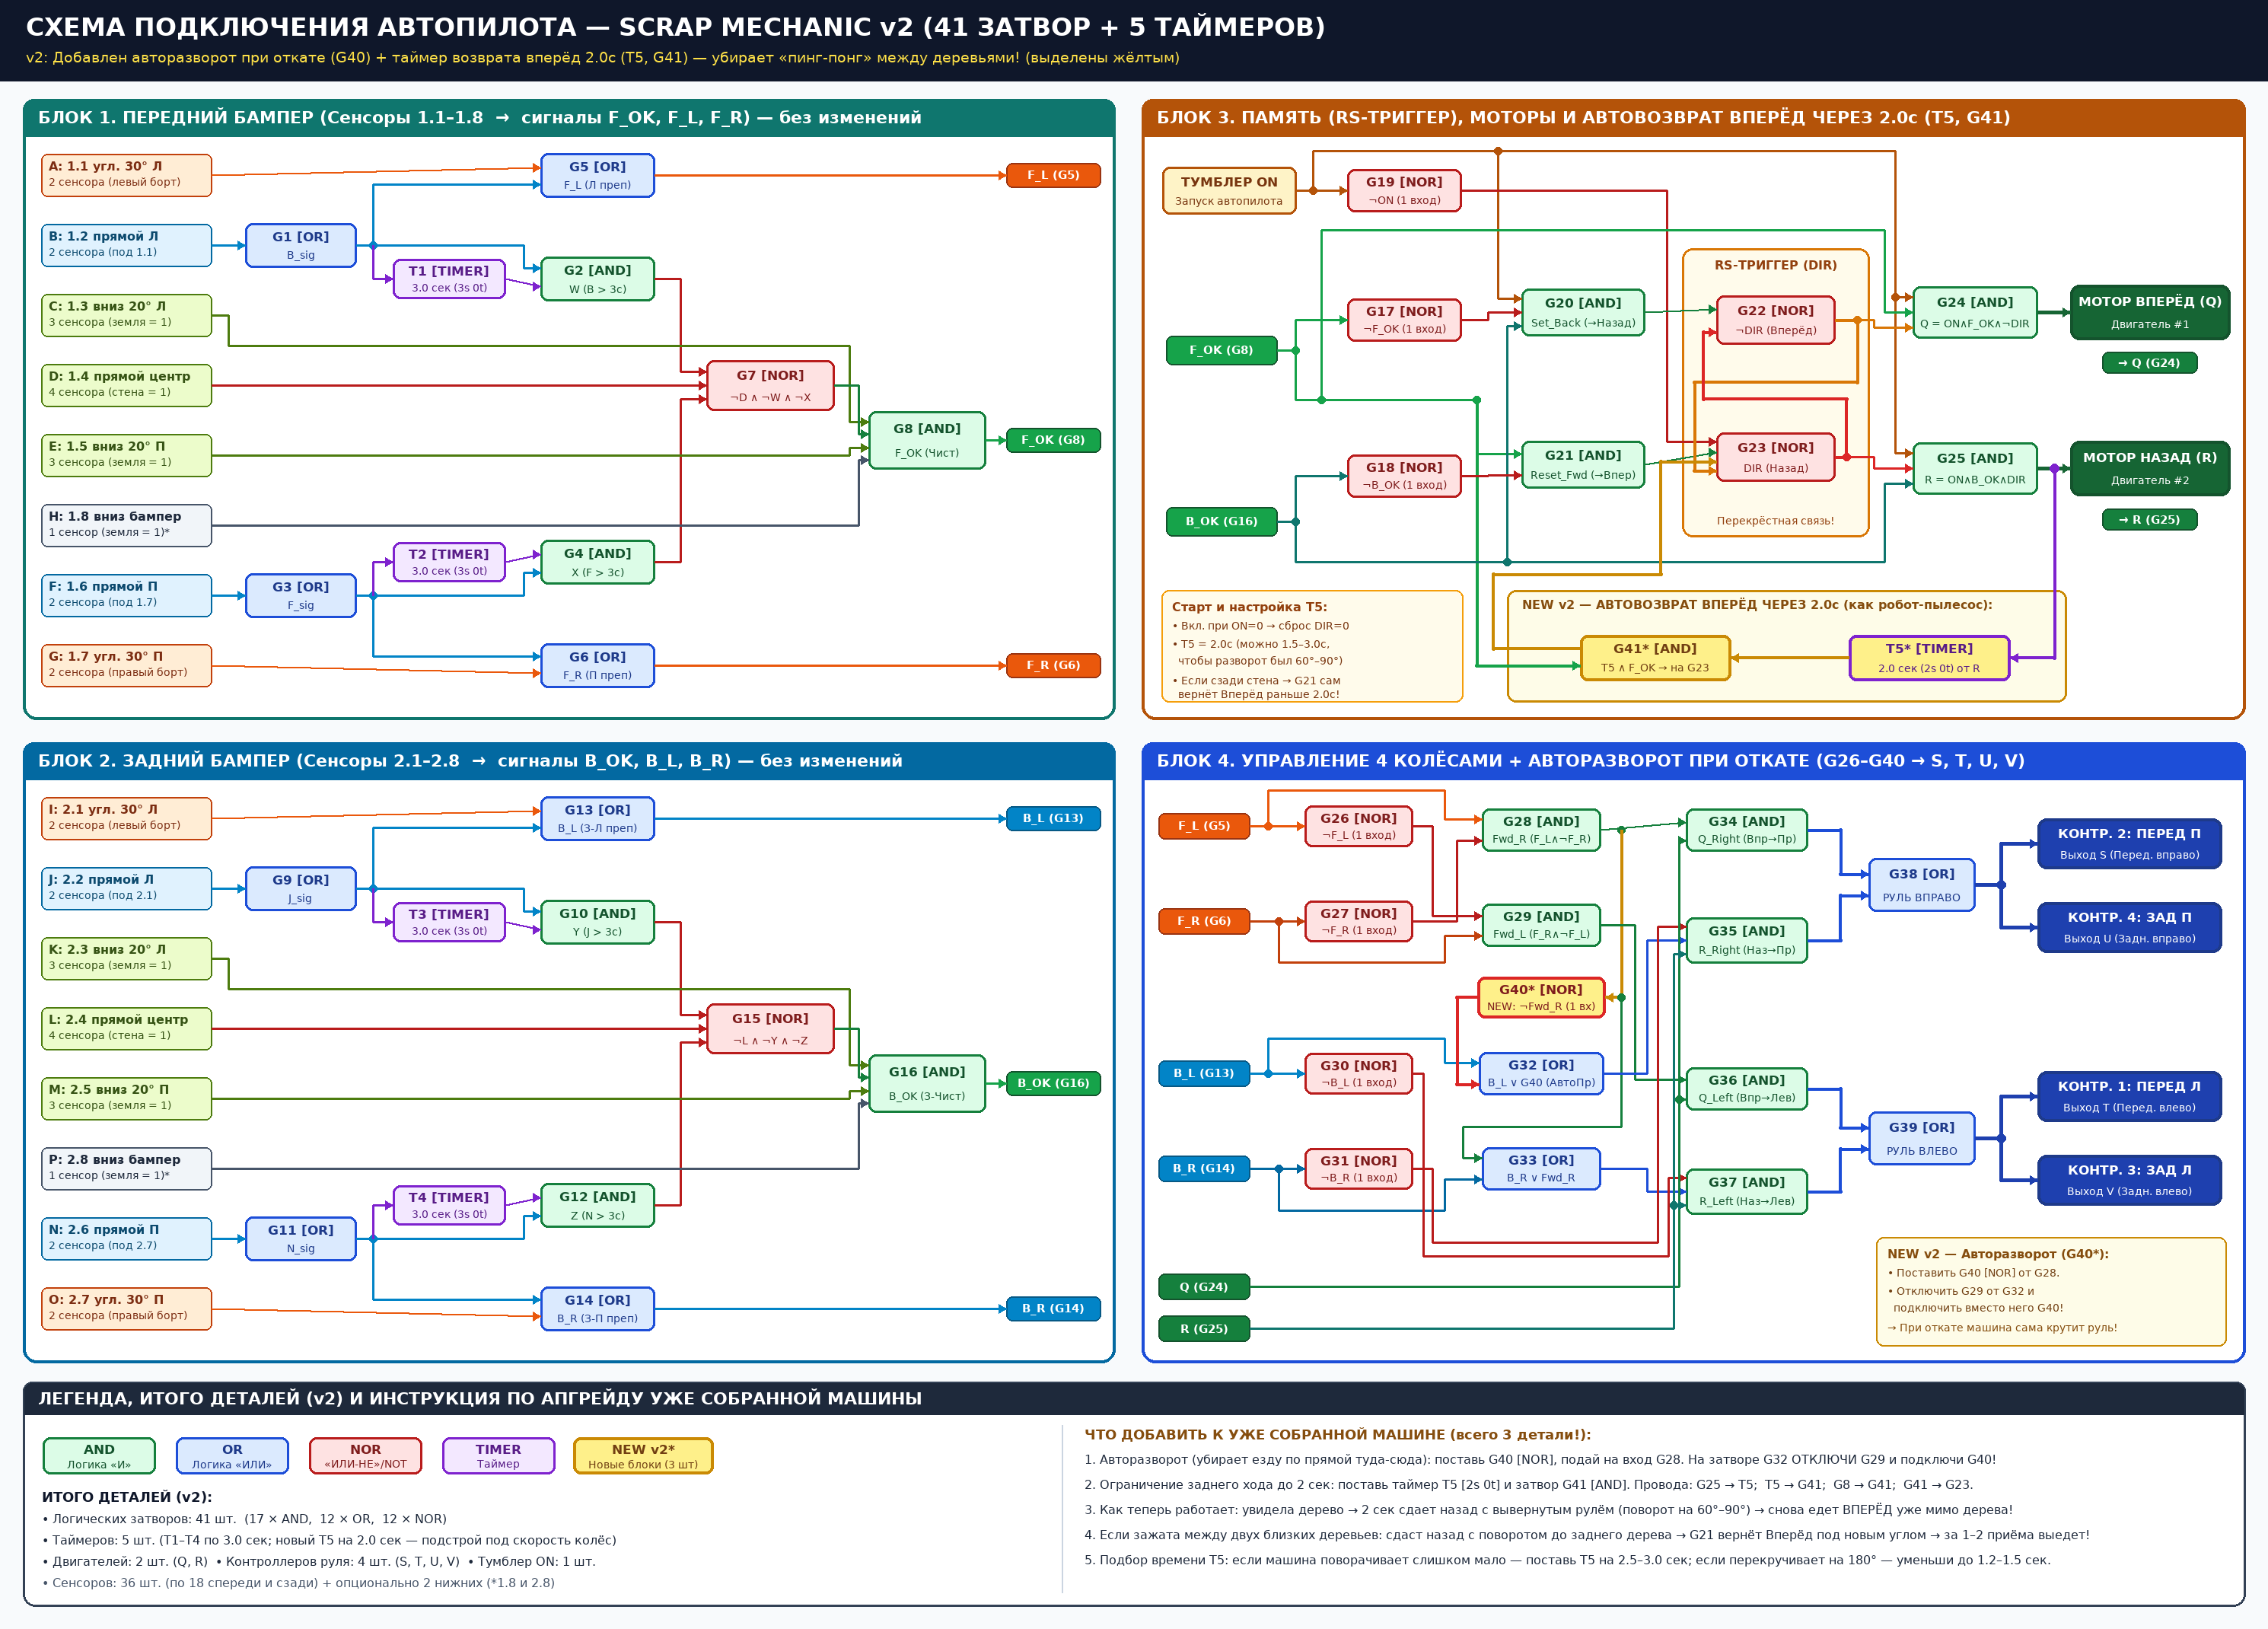 СХЕМА ПОДКЛЮЧЕНИЯ АВТОПИЛОТА — SCRAP MECHANIC v2 (41 ЗАТВОР + 5 ТАЙМЕРОВ)
v2: Добавлен авторазворот при откате (G40) + таймер возврата вперёд 2.0с (T5, G41) — убирает «пинг-понг» между деревьями! (выделены жёлтым)
БЛОК 1. ПЕРЕДНИЙ БАМПЕР (Сенсоры 1.1–1.8 → сигналы F_OK, F_L, F_R) — без изменений
A: 1.1 угл. 30° Л
2 сенсора (левый борт)
G5 [OR]
F_L (Л преп)
F_L (G5)
B: 1.2 прямой Л
2 сенсора (под 1.1)
G1 [OR]
B_sig
T1 [TIMER]
3.0 сек (3s 0t)
G2 [AND]
W (B > 3с)
C: 1.3 вниз 20° Л
3 сенсора (земля = 1)
D: 1.4 прямой центр
4 сенсора (стена = 1)
G7 [NOR]
¬D ∧ ¬W ∧ ¬X
G8 [AND]
F_OK (Чист)
F_OK (G8)
E: 1.5 вниз 20° П
3 сенсора (земля = 1)
H: 1.8 вниз бампер
1 сенсор (земля = 1)*
T2 [TIMER]
3.0 сек (3s 0t)
G4 [AND]
X (F > 3с)
F: 1.6 прямой П
2 сенсора (под 1.7)
G3 [OR]
F_sig
G: 1.7 угл. 30° П
2 сенсора (правый борт)
G6 [OR]
F_R (П преп)
F_R (G6)
БЛОК 3. ПАМЯТЬ (RS-ТРИГГЕР), МОТОРЫ И АВТОВОЗВРАТ ВПЕРЁД ЧЕРЕЗ 2.0с (T5, G41)
ТУМБЛЕР ON
Запуск автопилота
G19 [NOR]
¬ON (1 вход)
RS-ТРИГГЕР (DIR)
G17 [NOR]
¬F_OK (1 вход)
G20 [AND]
Set_Back (→Назад)
G22 [NOR]
¬DIR (Вперёд)
G24 [AND]
Q = ON∧F_OK∧¬DIR
МОТОР ВПЕРЁД (Q)
Двигатель #1
F_OK (G8)
→ Q (G24)
G18 [NOR]
¬B_OK (1 вход)
G21 [AND]
Reset_Fwd (→Впер)
G23 [NOR]
DIR (Назад)
G25 [AND]
R = ON∧B_OK∧DIR
МОТОР НАЗАД (R)
Двигатель #2
B_OK (G16)
Перекрёстная связь!
→ R (G25)
Старт и настройка T5:
• Вкл. при ON=0 → сброс DIR=0
• T5 = 2.0с (можно 1.5–3.0с,
чтобы разворот был 60°–90°)
• Если сзади стена → G21 сам
вернёт Вперёд раньше 2.0с!
NEW v2 — АВТОВОЗВРАТ ВПЕРЁД ЧЕРЕЗ 2.0с (как робот-пылесос):
G41* [AND]
T5 ∧ F_OK → на G23
T5* [TIMER]
2.0 сек (2s 0t) от R
БЛОК 2. ЗАДНИЙ БАМПЕР (Сенсоры 2.1–2.8 → сигналы B_OK, B_L, B_R) — без изменений
I: 2.1 угл. 30° Л
2 сенсора (левый борт)
G13 [OR]
B_L (З-Л преп)
B_L (G13)
J: 2.2 прямой Л
2 сенсора (под 2.1)
G9 [OR]
J_sig
T3 [TIMER]
3.0 сек (3s 0t)
G10 [AND]
Y (J > 3с)
K: 2.3 вниз 20° Л
3 сенсора (земля = 1)
L: 2.4 прямой центр
4 сенсора (стена = 1)
G15 [NOR]
¬L ∧ ¬Y ∧ ¬Z
G16 [AND]
B_OK (З-Чист)
B_OK (G16)
M: 2.5 вниз 20° П
3 сенсора (земля = 1)
P: 2.8 вниз бампер
1 сенсор (земля = 1)*
T4 [TIMER]
3.0 сек (3s 0t)
G12 [AND]
Z (N > 3с)
N: 2.6 прямой П
2 сенсора (под 2.7)
G11 [OR]
N_sig
O: 2.7 угл. 30° П
2 сенсора (правый борт)
G14 [OR]
B_R (З-П преп)
B_R (G14)
БЛОК 4. УПРАВЛЕНИЕ 4 КОЛЁСАМИ + АВТОРАЗВОРОТ ПРИ ОТКАТЕ (G26–G40 → S, T, U, V)
F_L (G5)
G26 [NOR]
¬F_L (1 вход)
G28 [AND]
Fwd_R (F_L∧¬F_R)
G34 [AND]
Q_Right (Впр→Пр)
КОНТР. 2: ПЕРЕД П
Выход S (Перед. вправо)
G38 [OR]
РУЛЬ ВПРАВО
F_R (G6)
G27 [NOR]
¬F_R (1 вход)
G29 [AND]
Fwd_L (F_R∧¬F_L)
G35 [AND]
R_Right (Наз→Пр)
КОНТР. 4: ЗАД П
Выход U (Задн. вправо)
G40* [NOR]
NEW: ¬Fwd_R (1 вх)
B_L (G13)
G30 [NOR]
¬B_L (1 вход)
G32 [OR]
B_L ∨ G40 (АвтоПр)
G36 [AND]
Q_Left (Впр→Лев)
КОНТР. 1: ПЕРЕД Л
Выход T (Перед. влево)
G39 [OR]
РУЛЬ ВЛЕВО
B_R (G14)
G31 [NOR]
¬B_R (1 вход)
G33 [OR]
B_R ∨ Fwd_R
G37 [AND]
R_Left (Наз→Лев)
КОНТР. 3: ЗАД Л
Выход V (Задн. влево)
Q (G24)
R (G25)
NEW v2 — Авторазворот (G40*):
• Поставить G40 [NOR] от G28.
• Отключить G29 от G32 и
подключить вместо него G40!
→ При откате машина сама крутит руль!
ЛЕГЕНДА, ИТОГО ДЕТАЛЕЙ (v2) И ИНСТРУКЦИЯ ПО АПГРЕЙДУ УЖЕ СОБРАННОЙ МАШИНЫ
AND
Логика «И»
OR
Логика «ИЛИ»
NOR
«ИЛИ-НЕ»/NOT
TIMER
Таймер
NEW v2*
Новые блоки (3 шт)
ИТОГО ДЕТАЛЕЙ (v2):
• Логических затворов: 41 шт. (17 × AND, 12 × OR, 12 × NOR)
• Таймеров: 5 шт. (T1–T4 по 3.0 сек; новый T5 на 2.0 сек — подстрой под скорость колёс)
• Двигателей: 2 шт. (Q, R) • Контроллеров руля: 4 шт. (S, T, U, V) • Тумблер ON: 1 шт.
• Сенсоров: 36 шт. (по 18 спереди и сзади) + опционально 2 нижних (*1.8 и 2.8)
ЧТО ДОБАВИТЬ К УЖЕ СОБРАННОЙ МАШИНЕ (всего 3 детали!):
1. Авторазворот (убирает езду по прямой туда-сюда): поставь G40 [NOR], подай на вход G28. На затворе G32 ОТКЛЮЧИ G29 и подключи G40!
2. Ограничение заднего хода до 2 сек: поставь таймер T5 [2s 0t] и затвор G41 [AND]. Провода: G25 → T5; T5 → G41; G8 → G41; G41 → G23.
3. Как теперь работает: увидела дерево → 2 сек сдает назад с вывернутым рулём (поворот на 60°–90°) → снова едет ВПЕРЁД уже мимо дерева!
4. Если зажата между двух близких деревьев: сдаст назад с поворотом до заднего дерева → G21 вернёт Вперёд под новым углом → за 1–2 приёма выедет!
5. Подбор времени T5: если машина поворачивает слишком мало — поставь T5 на 2.5–3.0 сек; если перекручивает на 180° — уменьши до 1.2–1.5 сек.